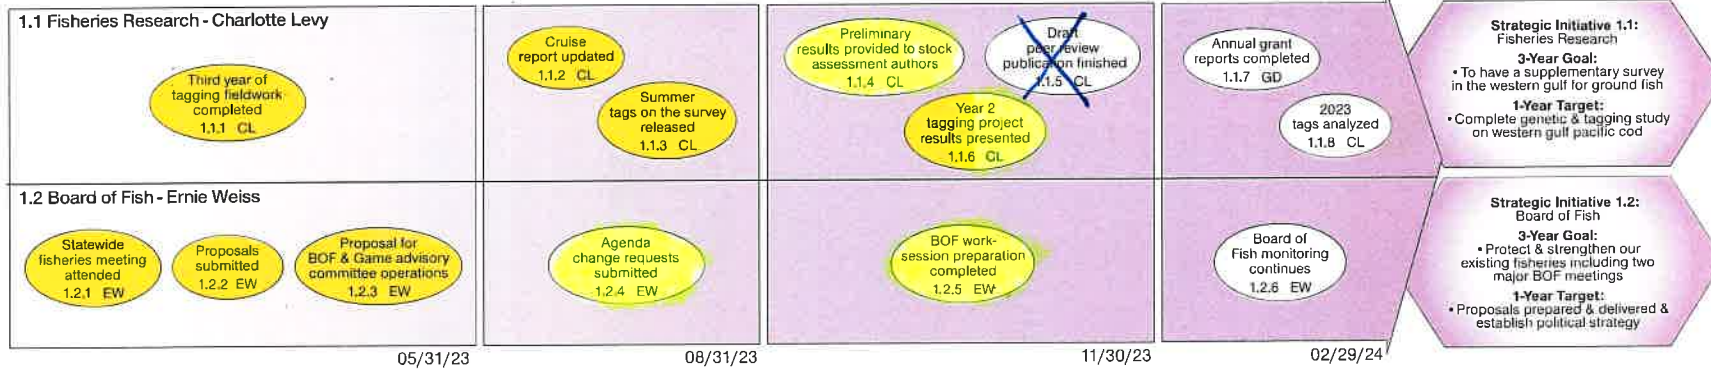 1.1 Fisheries Research - Charlotte Levy
Third year of
tagging fieldwork
completed
1.1.1 CL
Cruise
report updated
1.1.2 CL
Summer
tags on the survey
released
1.1.3 CL
Preliminary
results provided to stock
assessment authors
1.1.4 CL
Draft
peer review
publication finished
1.1.5 CL
Year 2
tagging project
results presented
1.1.6 CL
Annual grant
reports completed
1.1.7 GD
2023
tags analyzed
1.1.8 CL
Strategic Initiative 1.1:
Fisheries Research
3-Year Goal:
• To have a supplementary survey
in the western gulf for ground fish
1-Year Target:
• Complete genetic & tagging study
on western gulf pacific cod
1.2 Board of Fish - Ernie Weiss
Statewide
fisheries meeting
attended
1.2.1 EW
Proposals
submitted
1.2.2 EW
Proposal for
BOF & Game advisory
committee operations
1.2.3 EW
Agenda
change requests
submitted
1.2.4 EW
BOF work-
session preparation
completed
1.2.5 EW
Board of
Fish monitoring
continues
1.2.6 EW
Strategic Initiative 1.2:
Board of Fish
3-Year Goal:
• Protect & strengthen our
existing fisheries including two
major BOF meetings
1-Year Target:
• Proposals prepared & delivered &
establish political strategy
05/31/23
08/31/23
11/30/23
02/29/24